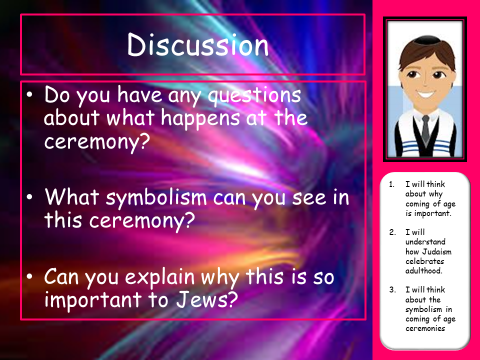 Discussion
• Do you have any questions
about what happens at the
ceremony?
• What symbolism can you see in
this ceremony?
• Can you explain why this is so
important to Jews?
1. I will think
about why
coming of age
is important.
2. I will
understand
how Judaism
celebrates
adulthood.
3. I will think
about the
symbolism in
coming of age
ceremonies